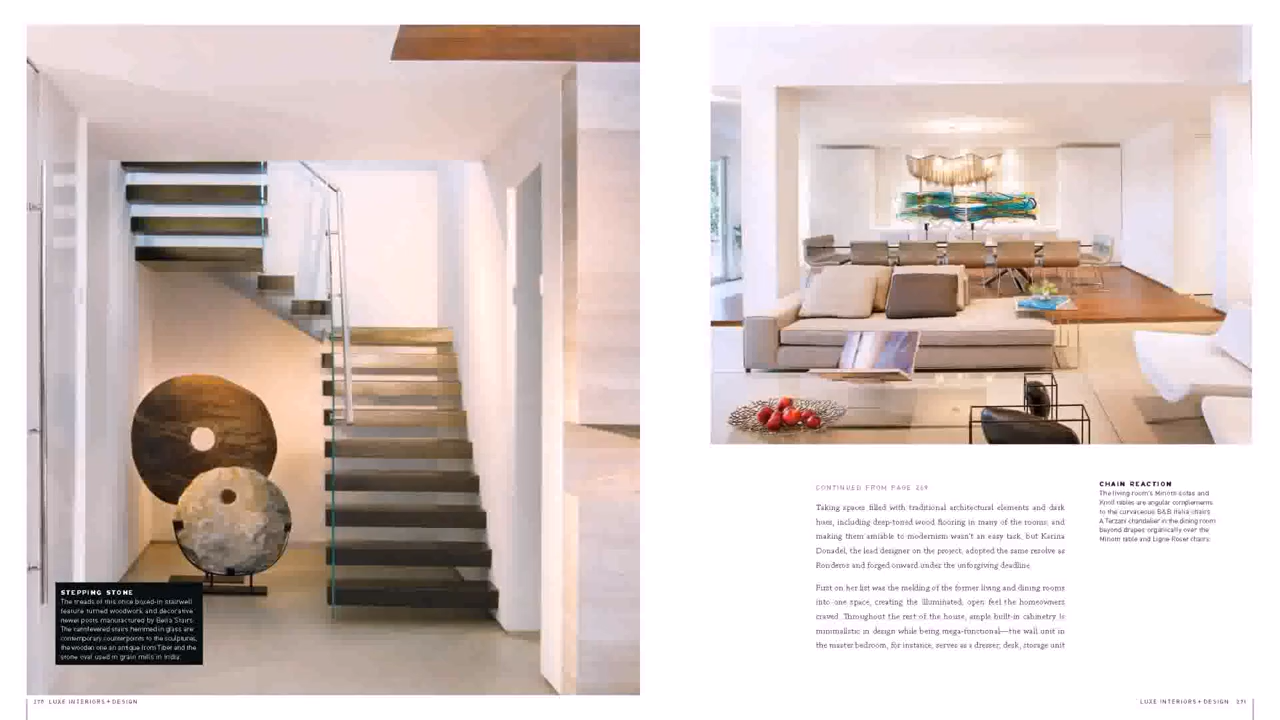 STEPPING STONE
The treads of this once boxed-in stairwell
feature turned woodwork and decorative
newel posts manufactured by Bella Stairs.
The cantilevered stairs hemmed in glass are
contemporary counterpoints to the sculptures,
the wooden one an antique from Tibet and the
stone oval used in grain mills in India.
LUXE INTERIORS + DESIGN
CONTINUED FROM PAGE 269
Taking spaces filled with traditional architectural elements and dark
hues, including deep-toned wood flooring in many of the rooms, and
making them amiable to modernism wasn't an easy task, but Karina
Donadel, the lead designer on the project, adopted the same resolve as
Ronderos and forged onward under the unforgiving deadline.
First on her list was the melding of the former living and dining rooms
into one space, creating the illuminated, open feel the homeowners
craved. Throughout the rest of the house, ample built-in cabinetry is
minimalistic in design while being mega-functional—the wall unit in
the master bedroom, for instance, serves as a dresser, desk, storage unit
CHAIN REACTION
The living room's Minotti sofas and
Knoll tables are angular complements
to the curvaceous B&B Italia chairs.
A Terzani chandelier in the dining room
beyond drapes organically over the
Minotti table and Ligne Roset chairs.
LUXE INTERIORS + DESIGN 271